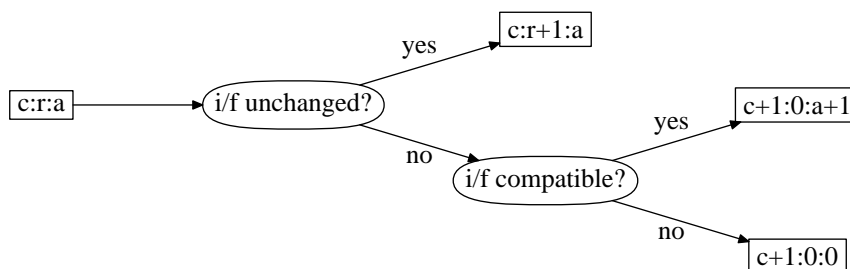 c:r:a
i/f unchanged?
yes
c:r+1:a
no
i/f compatible?
yes
c+1:0:a+1
no
c+1:0:0